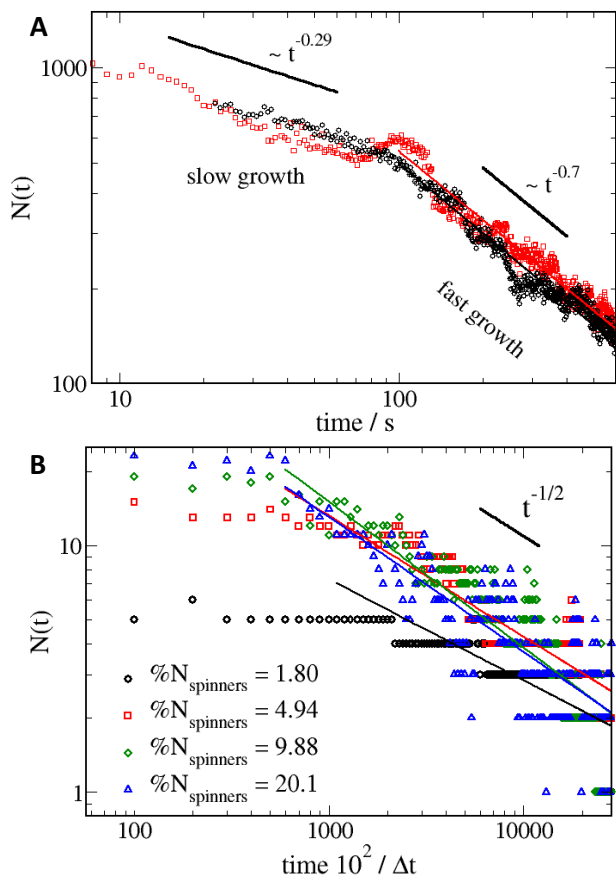 A
~ t^-0.29
1000
slow growth
~ t^-0.7
N(t)
fast growth
100
10
100
time / s
B
t^-1/2
10
N(t)
%N_spinners = 1.80
%N_spinners = 4.94
%N_spinners = 9.88
%N_spinners = 20.1
1
100
1000
10000
time 10^2 / Δt